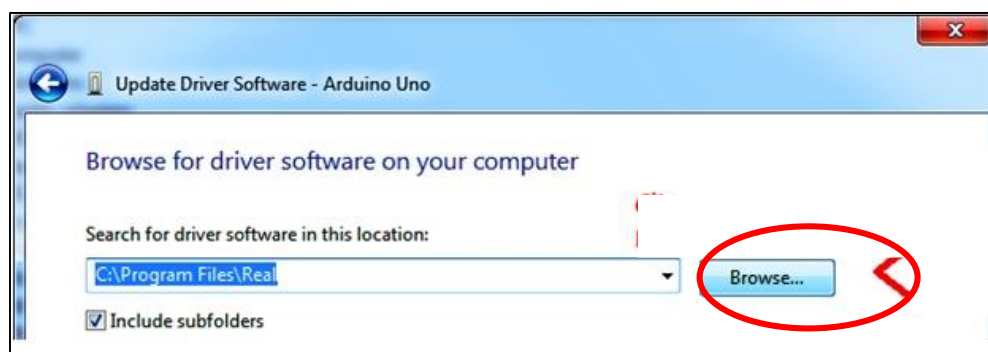 Update Driver Software - Arduino Uno
Browse for driver software on your computer
Search for driver software in this location:
C:\Program Files\Real
Browse...
Include subfolders